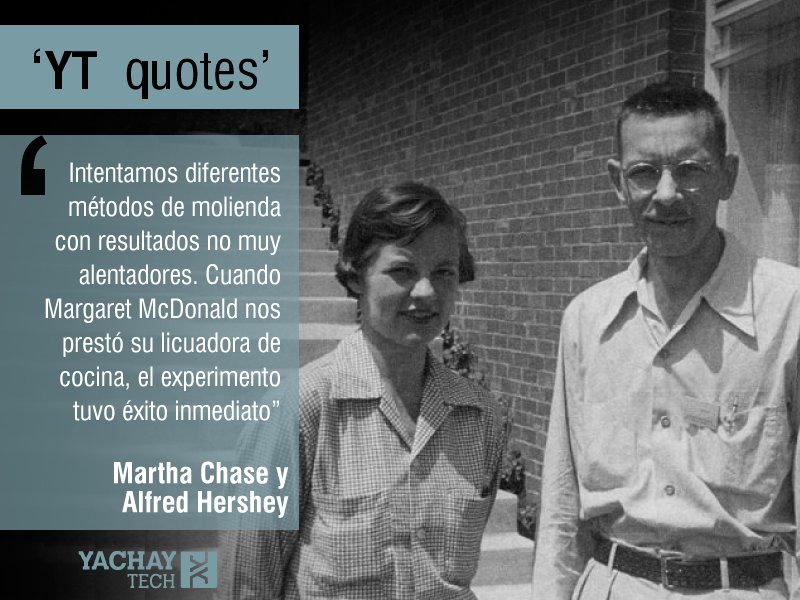 ‘YT quotes’
‘
Intentamos diferentes
métodos de molienda
con resultados no muy
alentadores. Cuando
Margaret McDonald nos
prestó su licuadora de
cocina, el experimento
tuvo éxito inmediato”
Martha Chase y
Alfred Hershey
YACHAY
TECH